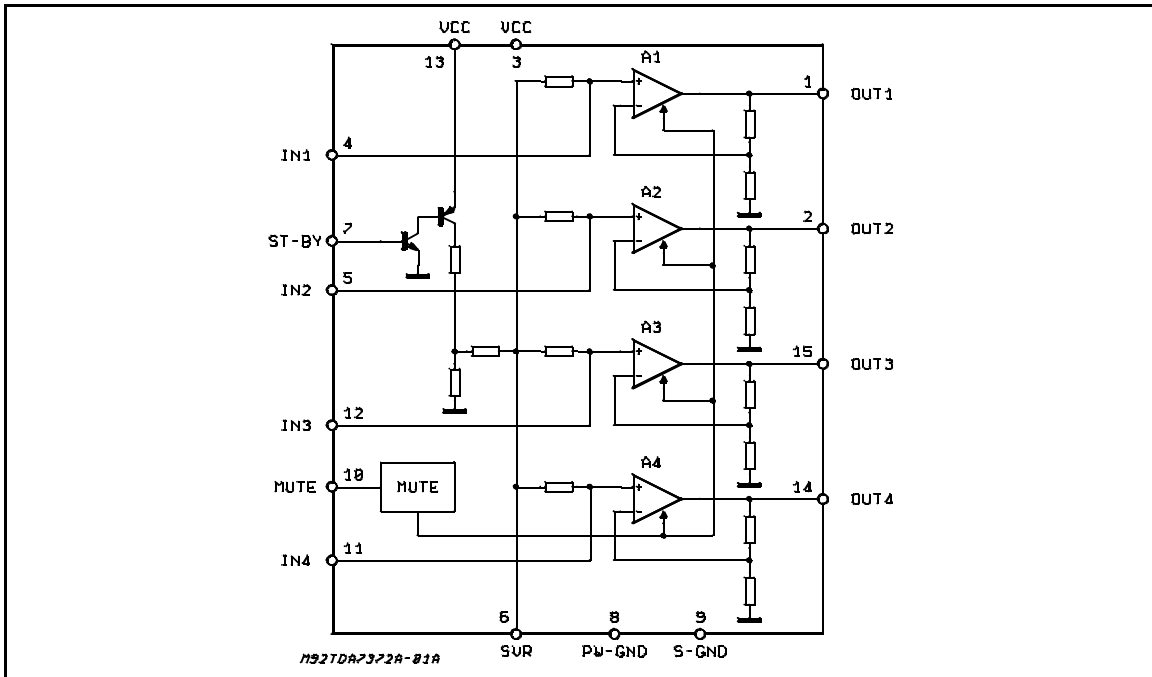 VCC VCC
13 3
A1
1 OUT1
+
-
4
IN1
A2
2 OUT2
+
-
7
ST-BY
5
IN2
A3
15 OUT3
+
-
12
IN3
A4
10
MUTE MUTE
14 OUT4
+
-
11
IN4
6 8 9
SVR PW-GND S-GND
M92TDA7372A-01A